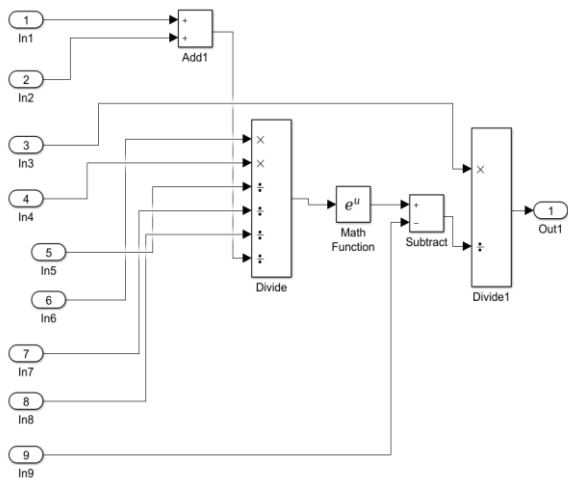 1
In1
+
+
Add1
2
In2
3
In3
4
In4
5
In5
6
In6
7
In7
8
In8
9
In9
×
×
÷
÷
÷
÷
Divide
e^u
Math
Function
+
−
Subtract
×
÷
Divide1
1
Out1